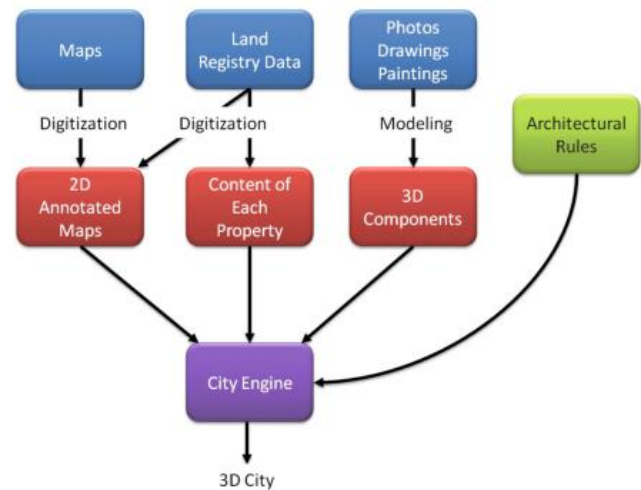 Maps
Land
Registry Data
Photos
Drawings
Paintings
Digitization
Digitization
Modeling
Architectural
Rules
2D
Annotated
Maps
Content of
Each
Property
3D
Components
City Engine
3D City